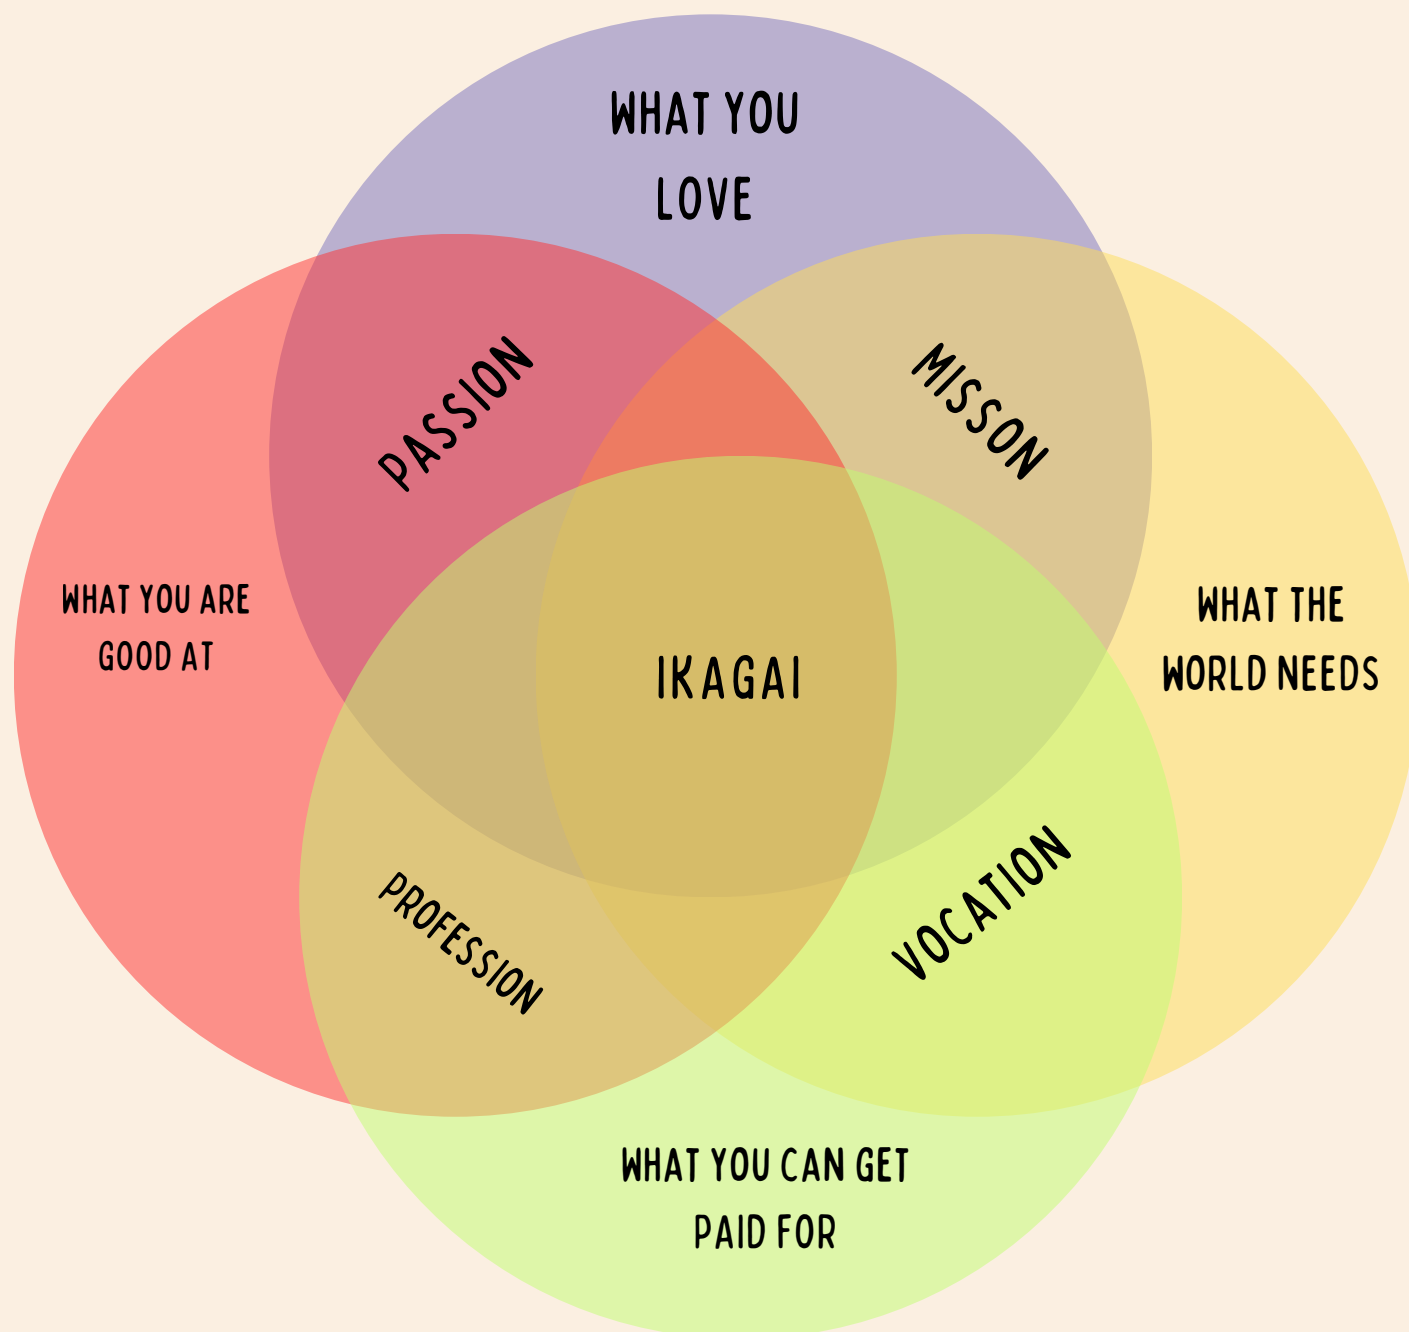 WHAT YOU
LOVE
PASSION
MISSON
WHAT YOU ARE
GOOD AT
WHAT THE
WORLD NEEDS
IKAGAI
PROFESSION
VOCATION
WHAT YOU CAN GET
PAID FOR